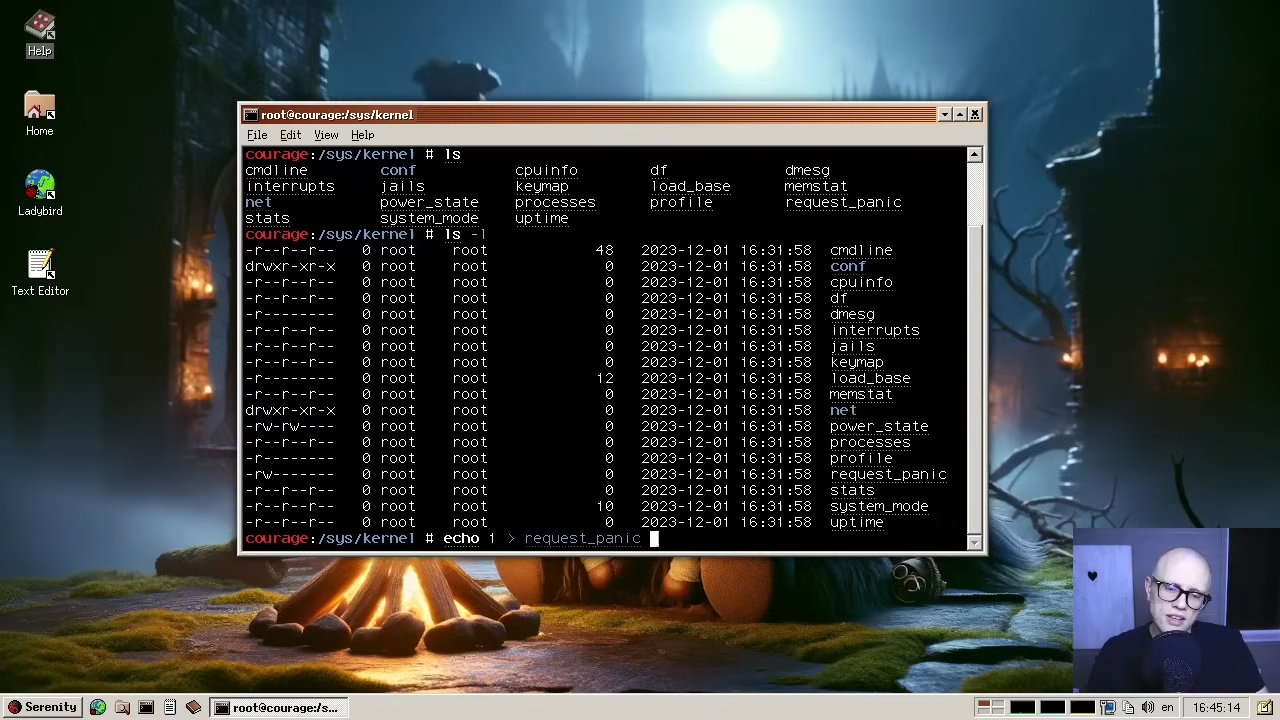 Help
Home
Ladybird
Text Editor
root@courage:/sys/kernel
File Edit View Help
courage:/sys/kernel # ls
cmdline conf cpuinfo df dmesg
interrupts jails keymap load_base memstat
net power_state processes profile request_panic
stats system_mode uptime
courage:/sys/kernel # ls -l
-r--r--r-- 0 root root 48 2023-12-01 16:31:58 cmdline
drwxr-xr-x 0 root root 0 2023-12-01 16:31:58 conf
-r--r--r-- 0 root root 0 2023-12-01 16:31:58 cpuinfo
-r--r--r-- 0 root root 0 2023-12-01 16:31:58 df
-r-------- 0 root root 0 2023-12-01 16:31:58 dmesg
-r--r--r-- 0 root root 0 2023-12-01 16:31:58 interrupts
-r--r--r-- 0 root root 0 2023-12-01 16:31:58 jails
-r--r--r-- 0 root root 0 2023-12-01 16:31:58 keymap
-r-------- 0 root root 12 2023-12-01 16:31:58 load_base
-r--r--r-- 0 root root 0 2023-12-01 16:31:58 memstat
drwxr-xr-x 0 root root 0 2023-12-01 16:31:58 net
-rw-rw---- 0 root root 0 2023-12-01 16:31:58 power_state
-r--r--r-- 0 root root 0 2023-12-01 16:31:58 processes
-r-------- 0 root root 0 2023-12-01 16:31:58 profile
-rw------- 0 root root 0 2023-12-01 16:31:58 request_panic
-r--r--r-- 0 root root 0 2023-12-01 16:31:58 stats
-r--r--r-- 0 root root 10 2023-12-01 16:31:58 system_mode
-r--r--r-- 0 root root 0 2023-12-01 16:31:58 uptime
courage:/sys/kernel # echo 1 > request_panic
Serenity
root@courage:/s...
en
16:45:14